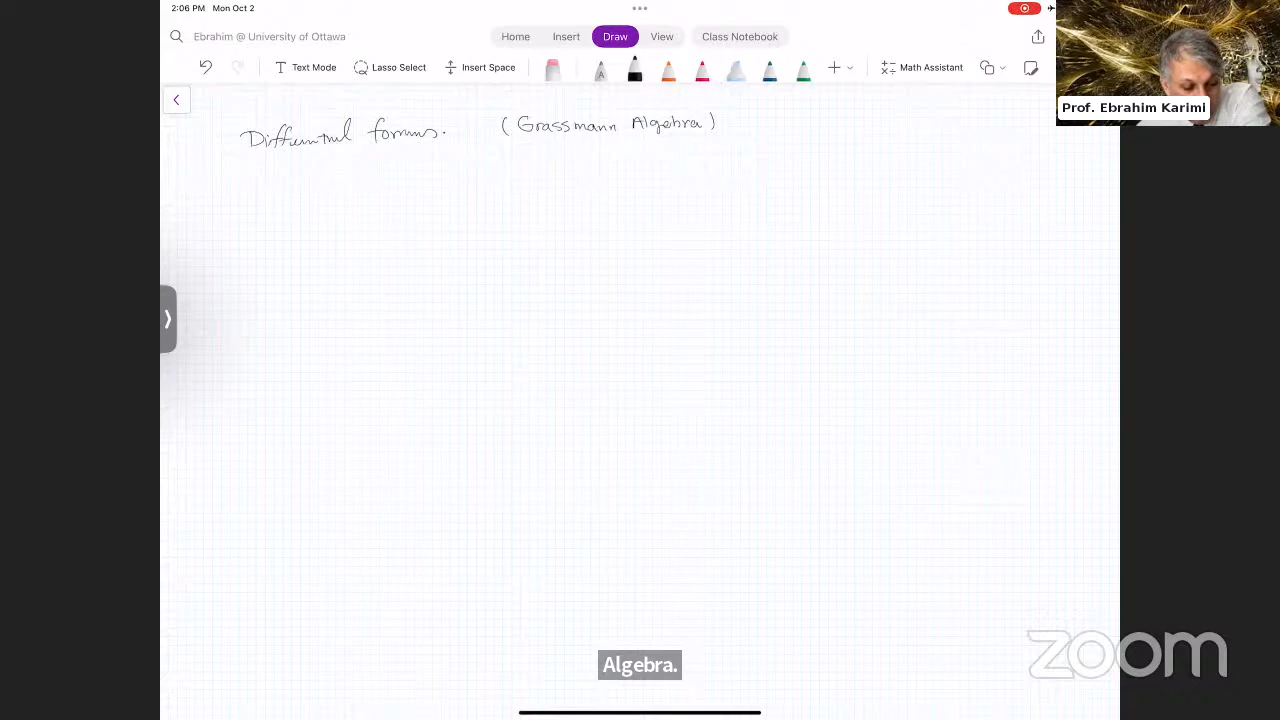 2:06 PM Mon Oct 2
Ebrahim @ University of Ottawa
Home Insert Draw View Class Notebook
Text Mode Lasso Select Insert Space A Math Assistant
Prof. Ebrahim Karimi
Differential forms. (Grassmann Algebra)
Algebra.
zoom